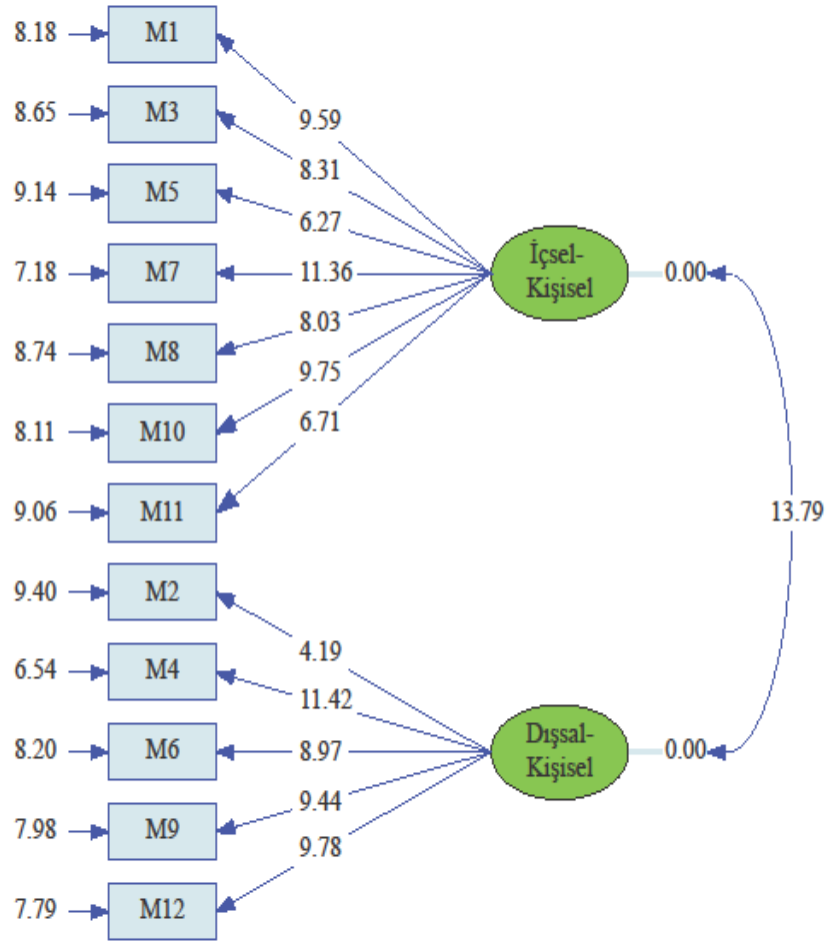 8.18 M1
9.59
8.65 M3
8.31
9.14 M5
6.27
7.18 M7 11.36
İçsel-
Kişisel
0.00
8.74 M8
8.03
8.11 M10
9.75
9.06 M11
6.71
13.79
9.40 M2
4.19
6.54 M4
11.42
8.20 M6 8.97
Dışsal-
Kişisel
0.00
7.98 M9
9.44
7.79 M12
9.78